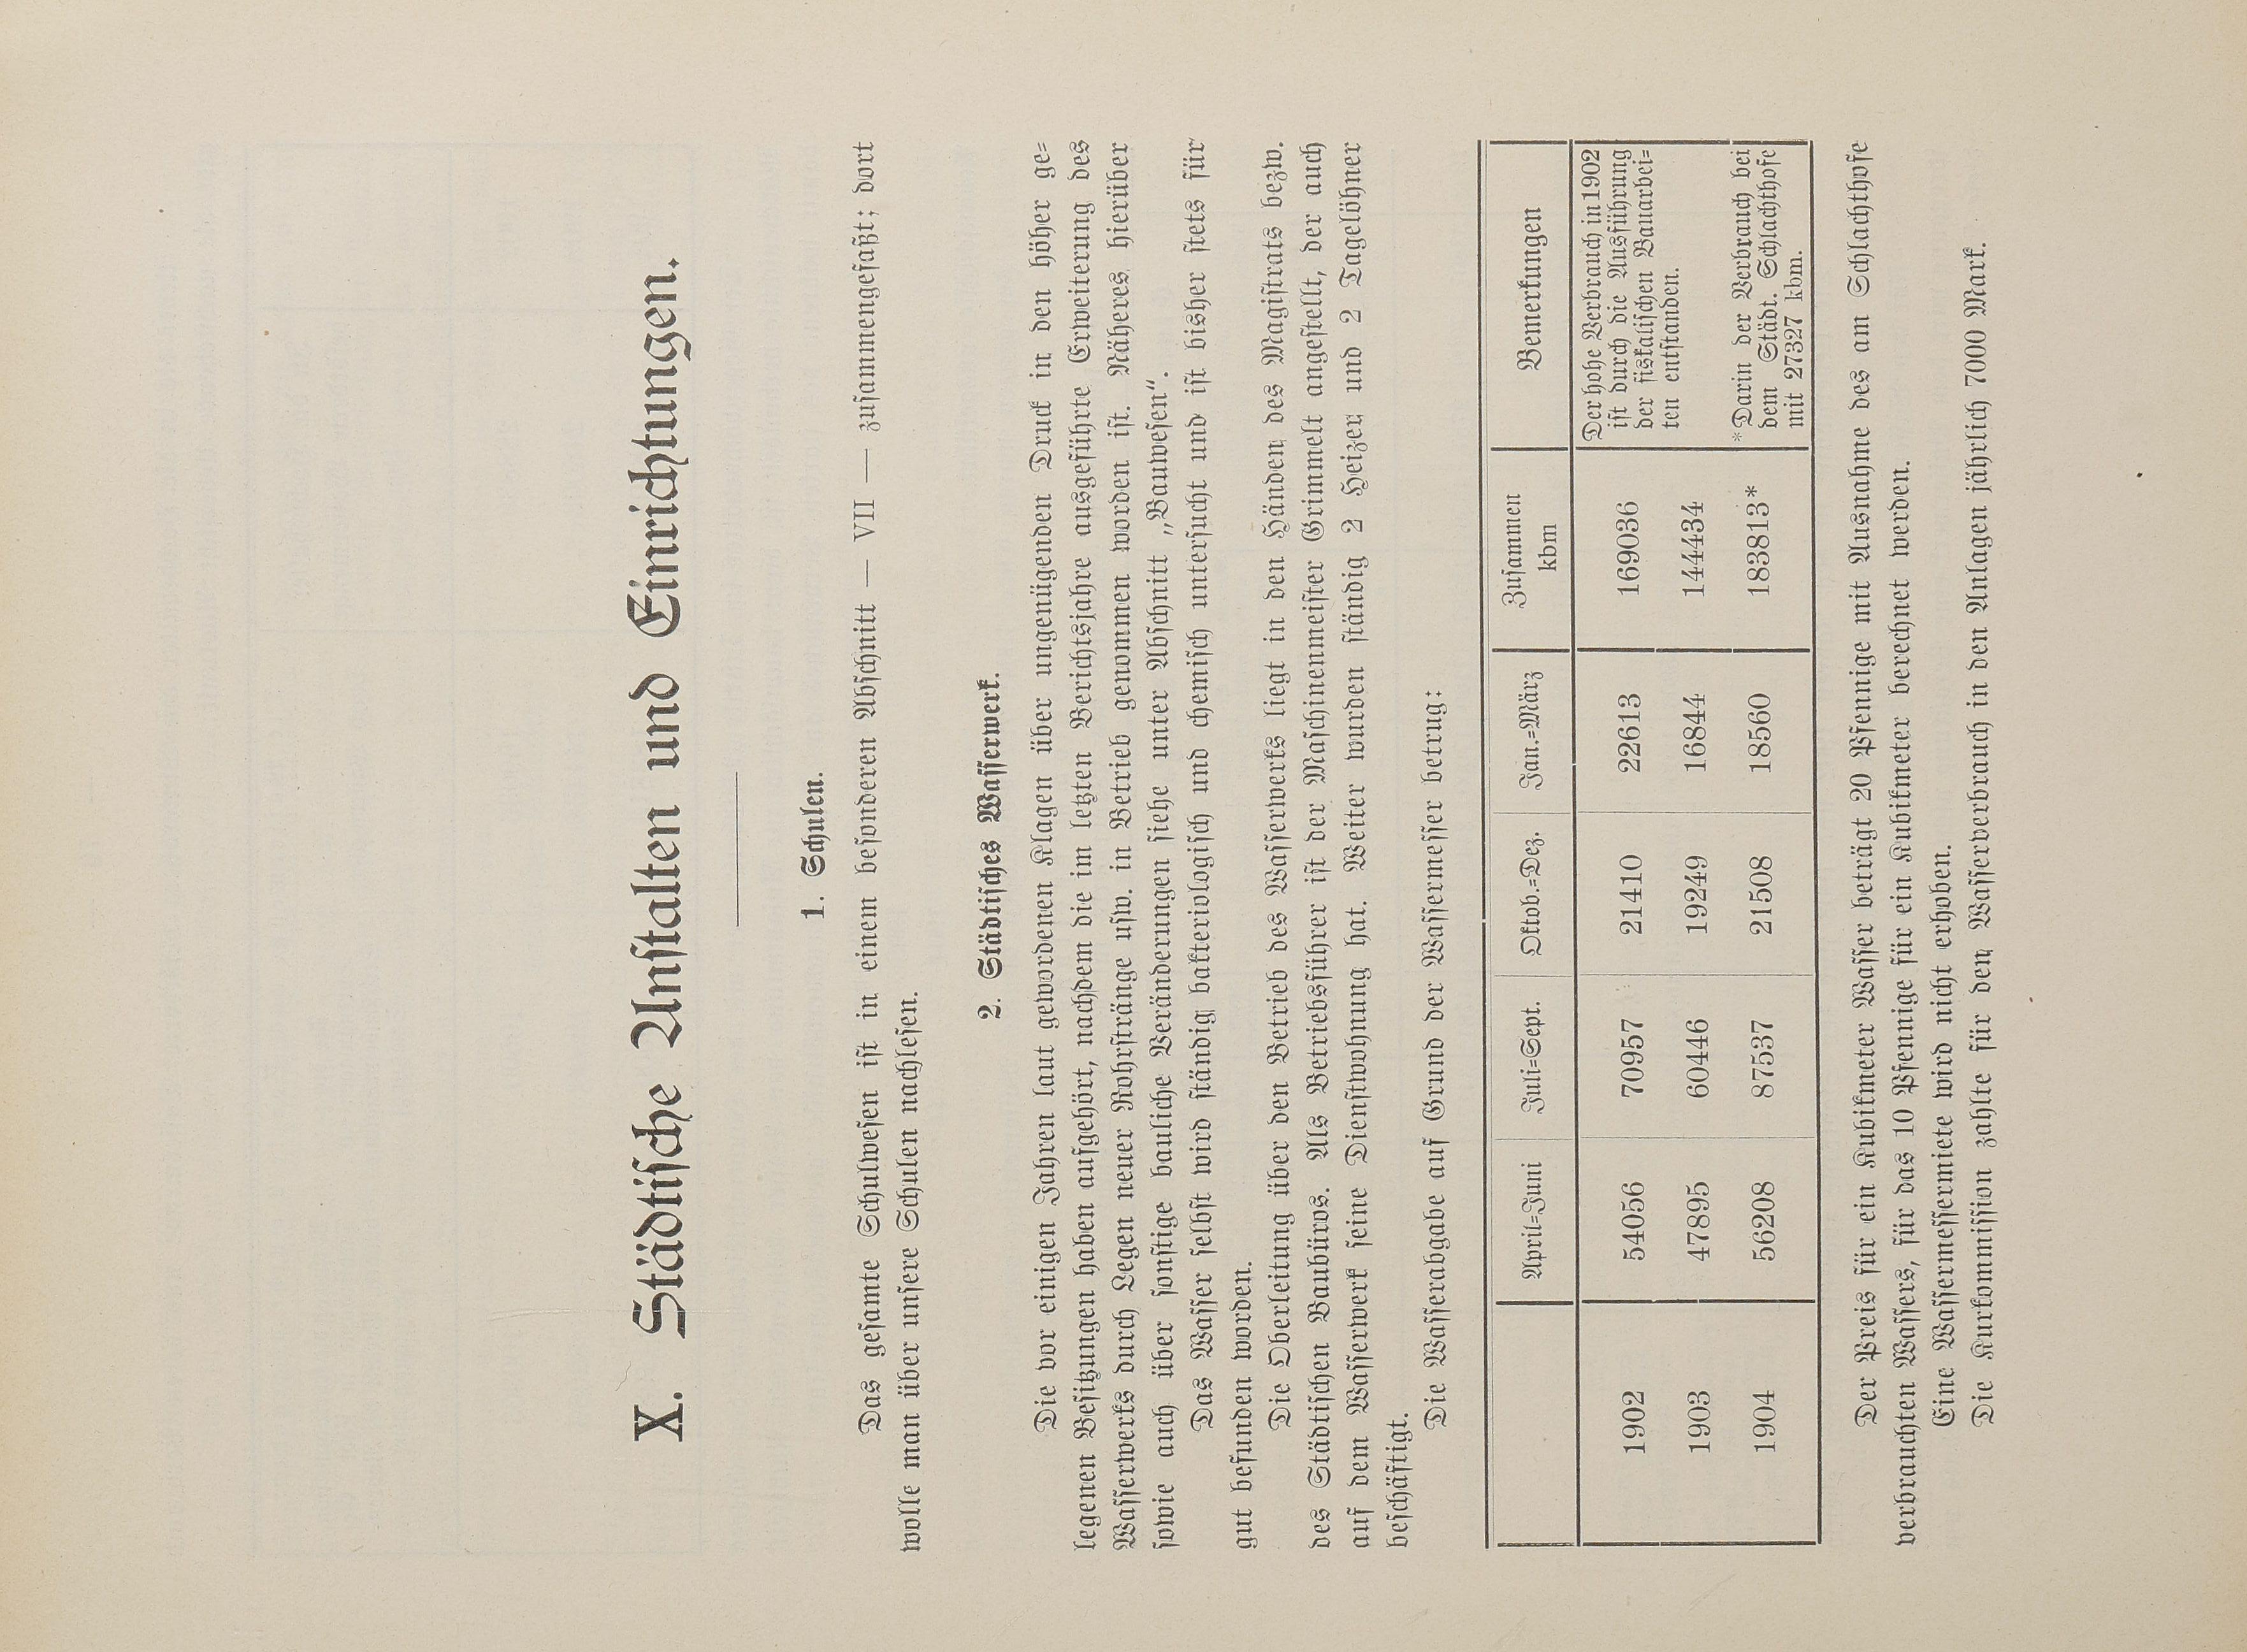 X. Städtische Anstalten und Einrichtungen.
1. Schulen.
Das gesamte Schulwesen ist in einem besonderen Abschnitt — VII — zusammengefaßt; dort
wolle man über unsere Schulen nachlesen.
2. Städtisches Wasserwerk.
Die vor einigen Jahren laut gewordenen Klagen über ungenügenden Druck in den höher ge=
legenen Besitzungen haben aufgehört, nachdem die im letzten Berichtsjahre ausgeführte Erweiterung des
Wasserwerks durch Legen neuer Rohrstränge usw. in Betrieb genommen worden ist. Näheres hierüber
sowie auch über sonstige bauliche Veränderungen siehe unter Abschnitt „Bauwesen“.
Das Wasser selbst wird ständig bakteriologisch und chemisch untersucht und ist bisher stets für
gut befunden worden.
Die Oberleitung über den Betrieb des Wasserwerks liegt in den Händen des Magistrats bezw.
des Städtischen Baubüros. Als Betriebsführer ist der Maschinenmeister Grimmelt angestellt, der auch
auf dem Wasserwerk seine Dienstwohnung hat. Weiter wurden ständig 2 Heizer und 2 Tagelöhner
beschäftigt.
Die Wasserabgabe auf Grund der Wassermesser betrug:
April=Juni Juli=Sept. Oktob.=Dez. Jan.=März Zusammen kbm Bemerkungen
1902 54056 70957 21410 22613 169036
1903 47895 60446 19249 16844 144434
1904 56208 87537 21508 18560 183813*
Der hohe Verbrauch in 1902
ist durch die Ausführung
der fiskalischen Bauarbei=
ten entstanden.
*Darin der Verbrauch bei
dem Städt. Schlachthofe
mit 27327 kbm.
Der Preis für ein Kubikmeter Wasser beträgt 20 Pfennige mit Ausnahme des am Schlachthofe
verbrauchten Wassers, für das 10 Pfennige für ein Kubikmeter berechnet werden.
Eine Wassermessermiete wird nicht erhoben.
Die Kurkommission zahlte für den Wasserverbrauch in den Anlagen jährlich 7000 Mark.